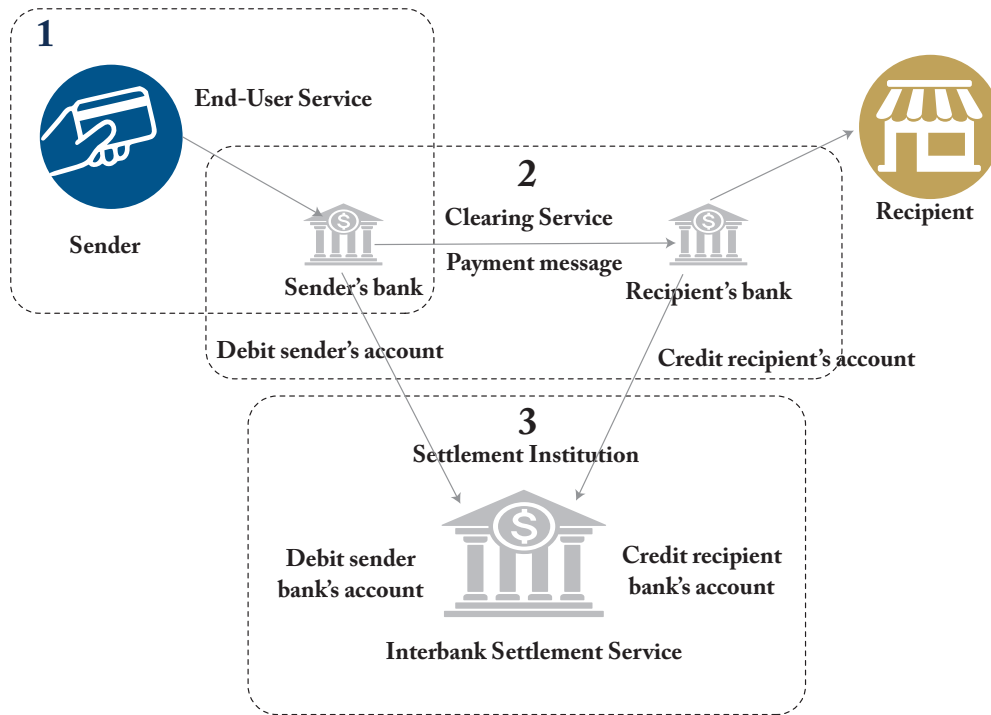 1
End-User Service
Sender
2
Clearing Service
Payment message
Sender’s bank
Recipient’s bank
Recipient
Debit sender’s account
Credit recipient’s account
3
Settlement Institution
$
$
$
Debit sender
bank’s account
Credit recipient
bank’s account
Interbank Settlement Service